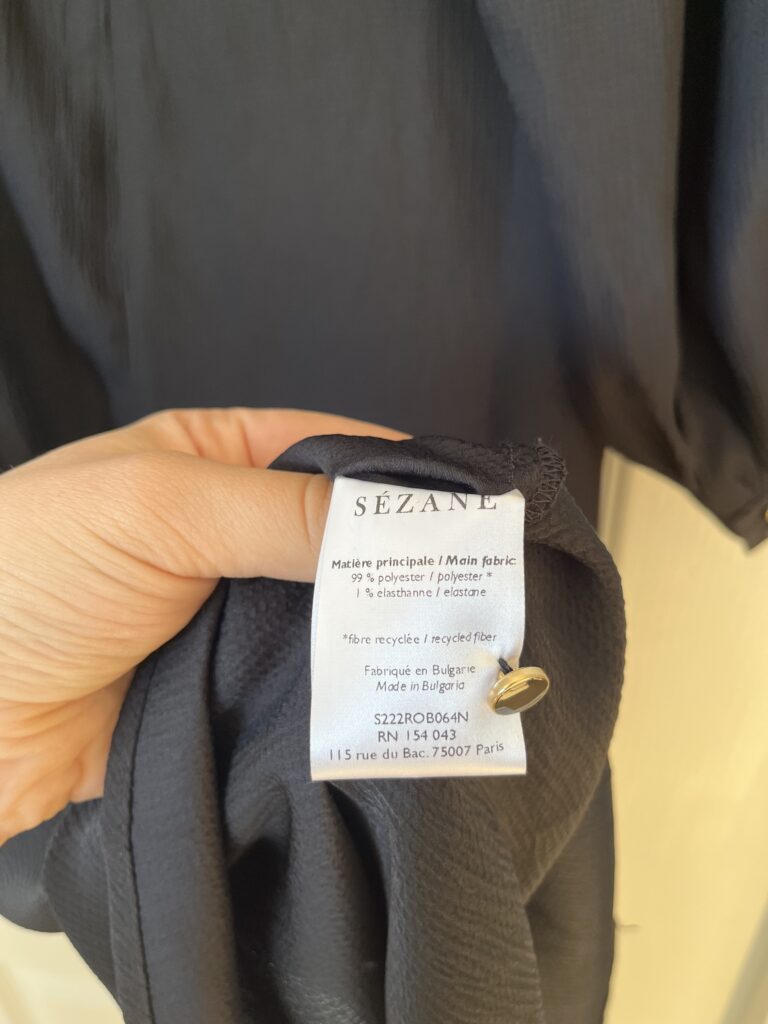 SÉZANE
Matière principale / Main fabric:
99 % polyester / polyester *
1 % elasthanne / elastane
*fibre recyclée / recycled fiber
Fabriqué en Bulgarie
Made in Bulgaria
S222ROB064N
RN 154 043
115 rue du Bac. 75007 Paris